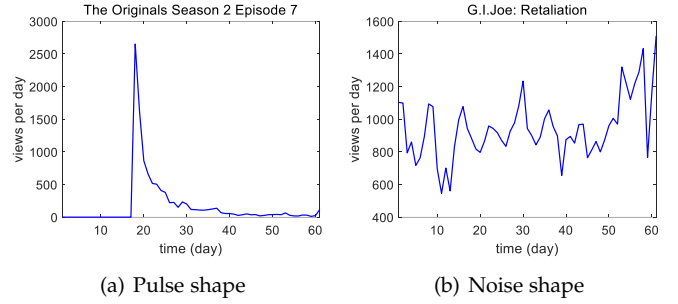 The Originals Season 2 Episode 7
3000
2500
2000
1500
1000
500
0
views per day
10 20 30 40 50 60
time (day)
(a) Pulse shape
G.I.Joe: Retaliation
1600
1400
1200
1000
800
600
400
views per day
10 20 30 40 50 60
time (day)
(b) Noise shape